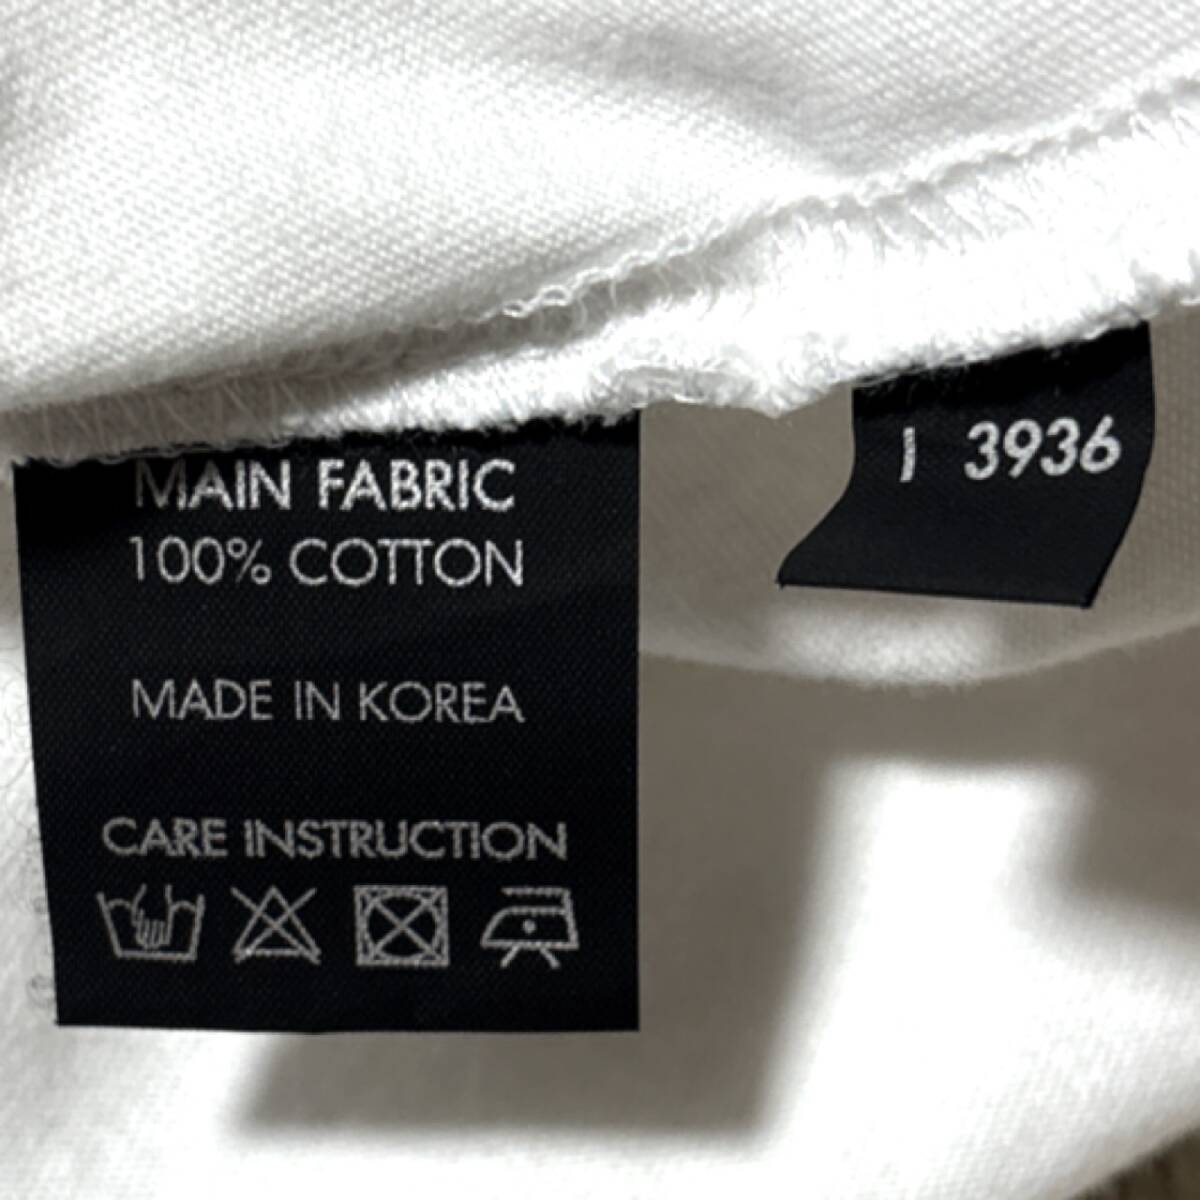 MAIN FABRIC
100% COTTON
MADE IN KOREA
CARE INSTRUCTION
3936